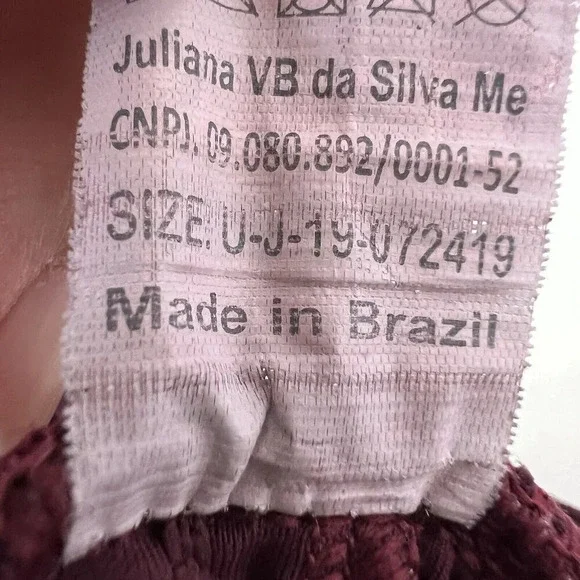 Juliana VB da Silva Me
CNPJ. 09.080.892/0001-52
SIZE. U-J-19-072419
Made in Brazil